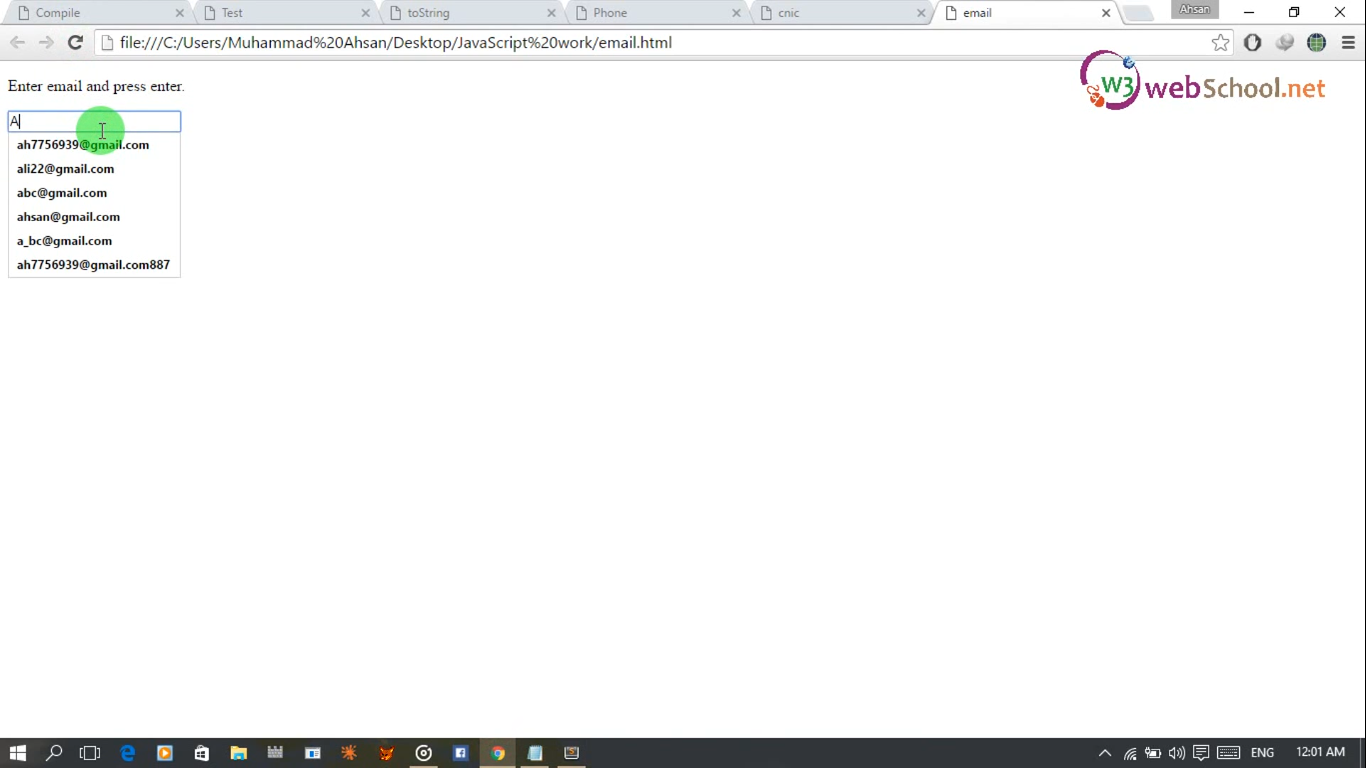 Compile
Test
toString
Phone
cnic
email
Ahsan
file:///C:/Users/Muhammad%20Ahsan/Desktop/JavaScript%20work/email.html
W3 webSchool.net
Enter email and press enter.
A
ah7756939@gmail.com
ali22@gmail.com
abc@gmail.com
ahsan@gmail.com
a_bc@gmail.com
ah7756939@gmail.com887
ENG
12:01 AM